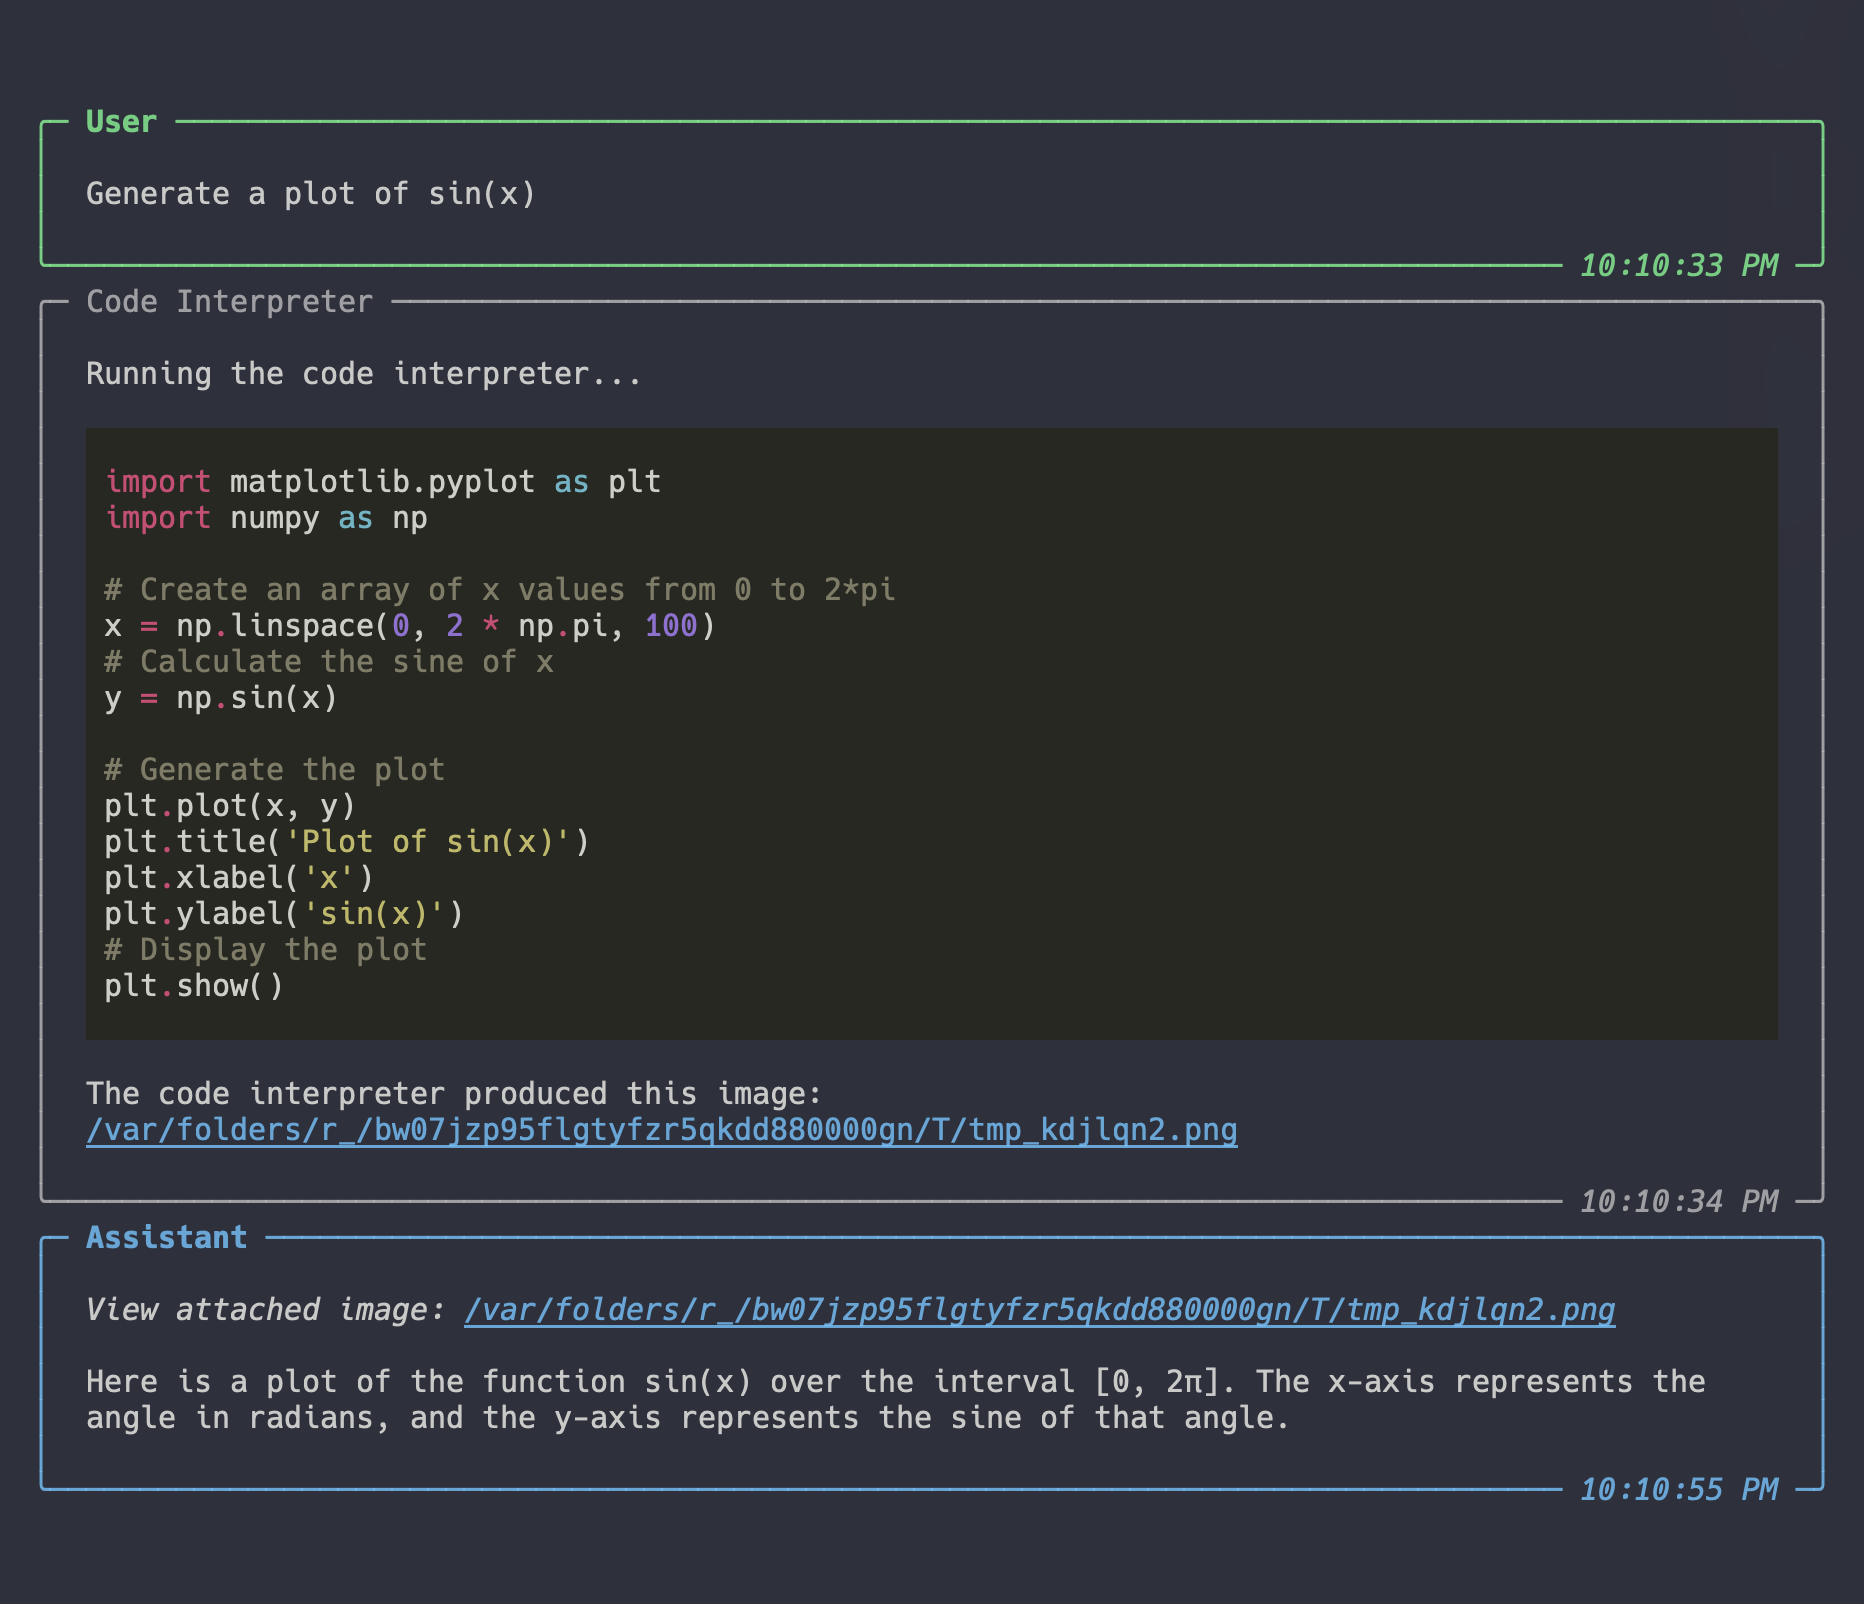 User
Generate a plot of sin(x)
10:10:33 PM
Code Interpreter
Running the code interpreter...
import matplotlib.pyplot as plt
import numpy as np
# Create an array of x values from 0 to 2*pi
x = np.linspace(0, 2 * np.pi, 100)
# Calculate the sine of x
y = np.sin(x)
# Generate the plot
plt.plot(x, y)
plt.title('Plot of sin(x)')
plt.xlabel('x')
plt.ylabel('sin(x)')
# Display the plot
plt.show()
The code interpreter produced this image:
/var/folders/r_/bw07jzp95flgtyfzr5qkdd880000gn/T/tmp_kdjlqn2.png
10:10:34 PM
Assistant
View attached image: /var/folders/r_/bw07jzp95flgtyfzr5qkdd880000gn/T/tmp_kdjlqn2.png
Here is a plot of the function sin(x) over the interval [0, 2π]. The x-axis represents the
angle in radians, and the y-axis represents the sine of that angle.
10:10:55 PM